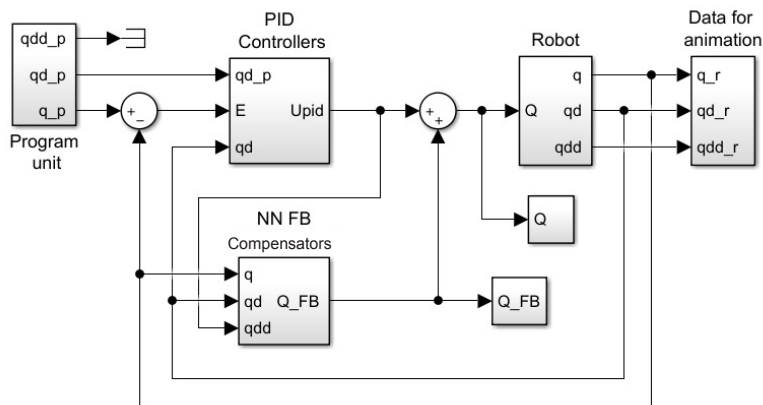 PID
Controllers
Robot
Data for
animation
qdd_p
qd_p
q_p
Program
unit
+
_
qd_p
E
qd
Upid
+
+
Q
q
qd
qdd
q_r
qd_r
qdd_r
Q
NN FB
Compensators
q
qd
qdd
Q_FB
Q_FB